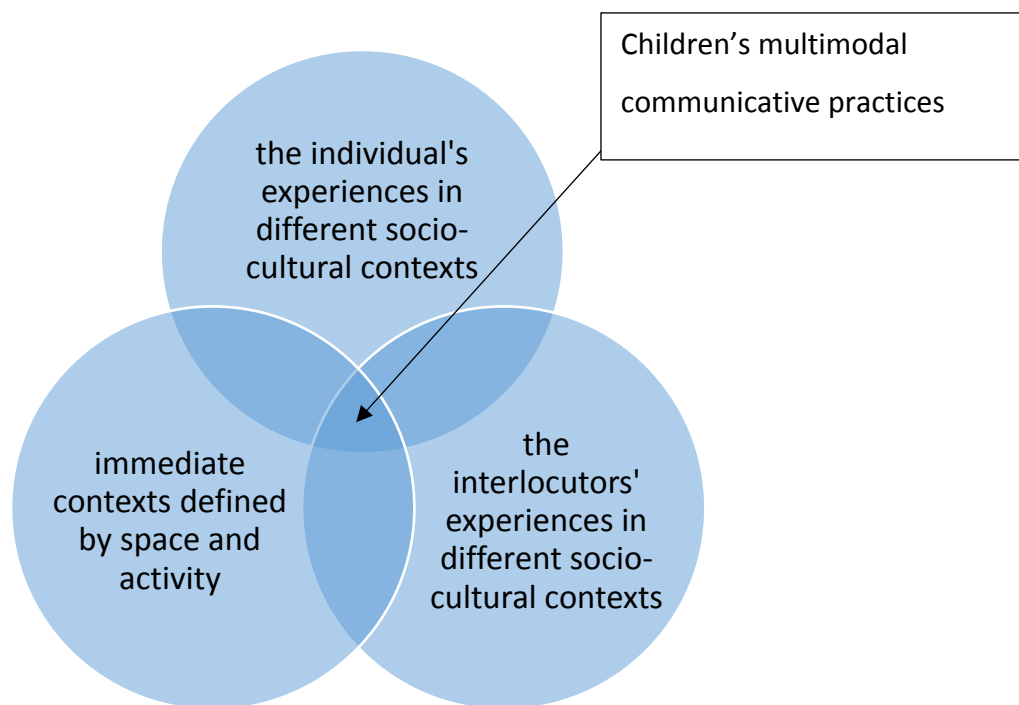 Children’s multimodal
communicative practices
the individual's
experiences in
different socio-
cultural contexts
immediate
contexts defined
by space and
activity
the
interlocutors'
experiences in
different socio-
cultural contexts